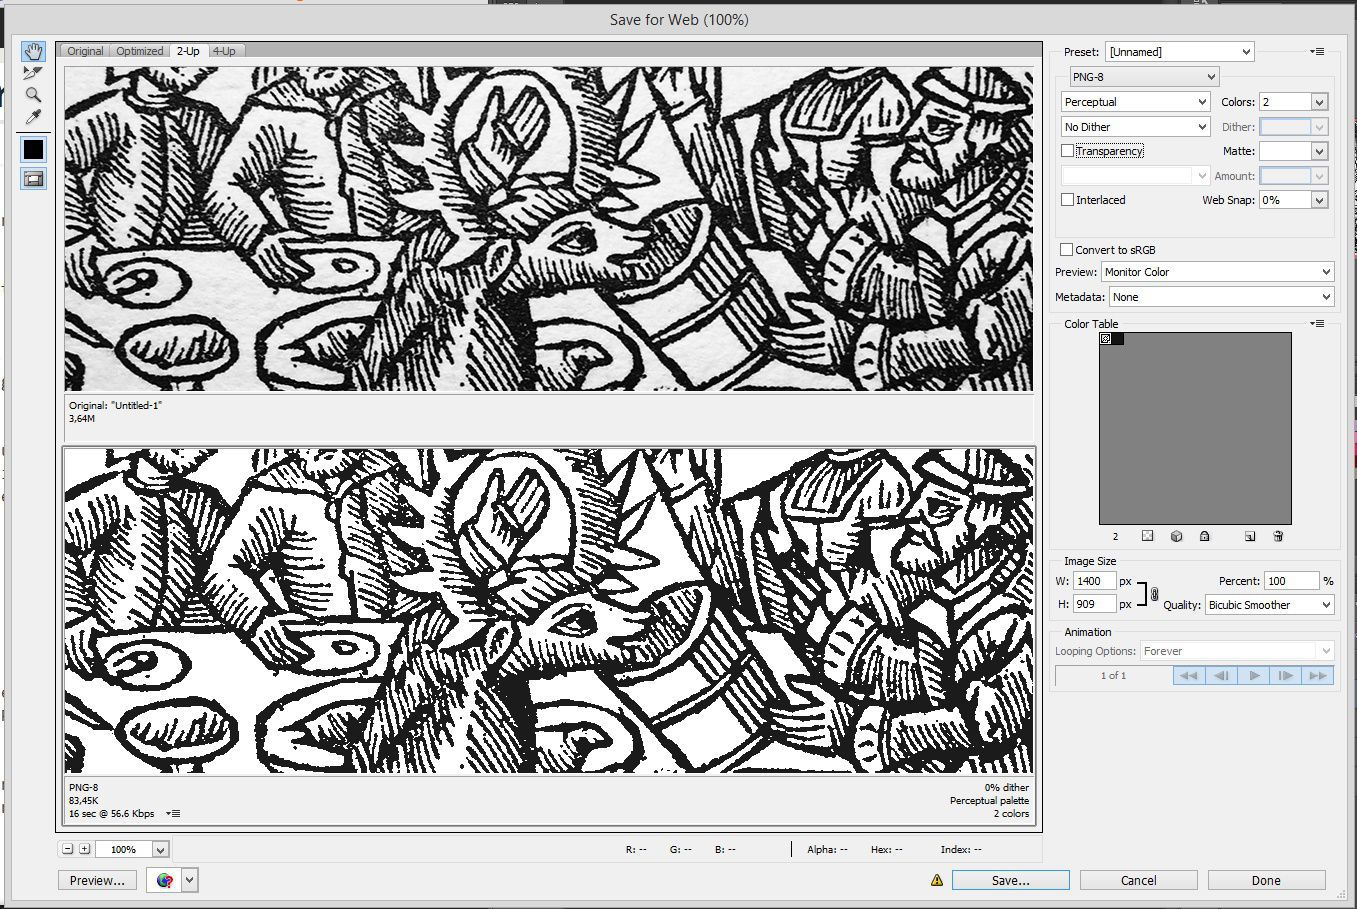 Save for Web (100%)
Original Optimized 2-Up 4-Up
Original: "Untitled-1"
3,64M
PNG-8
83,45K
16 sec @ 56.6 Kbps
0% dither
Perceptual palette
2 colors
100%
R: -- G: -- B: -- Alpha: -- Hex: -- Index: --
Preview... Save... Cancel Done
Preset: [Unnamed]
PNG-8
Perceptual Colors: 2
No Dither Dither:
Transparency Matte:
Amount:
Interlaced Web Snap: 0%
Convert to sRGB
Preview: Monitor Color
Metadata: None
Color Table
2
Image Size
W: 1400 px Percent: 100 %
H: 909 px Quality: Bicubic Smoother
Animation
Looping Options: Forever
1 of 1